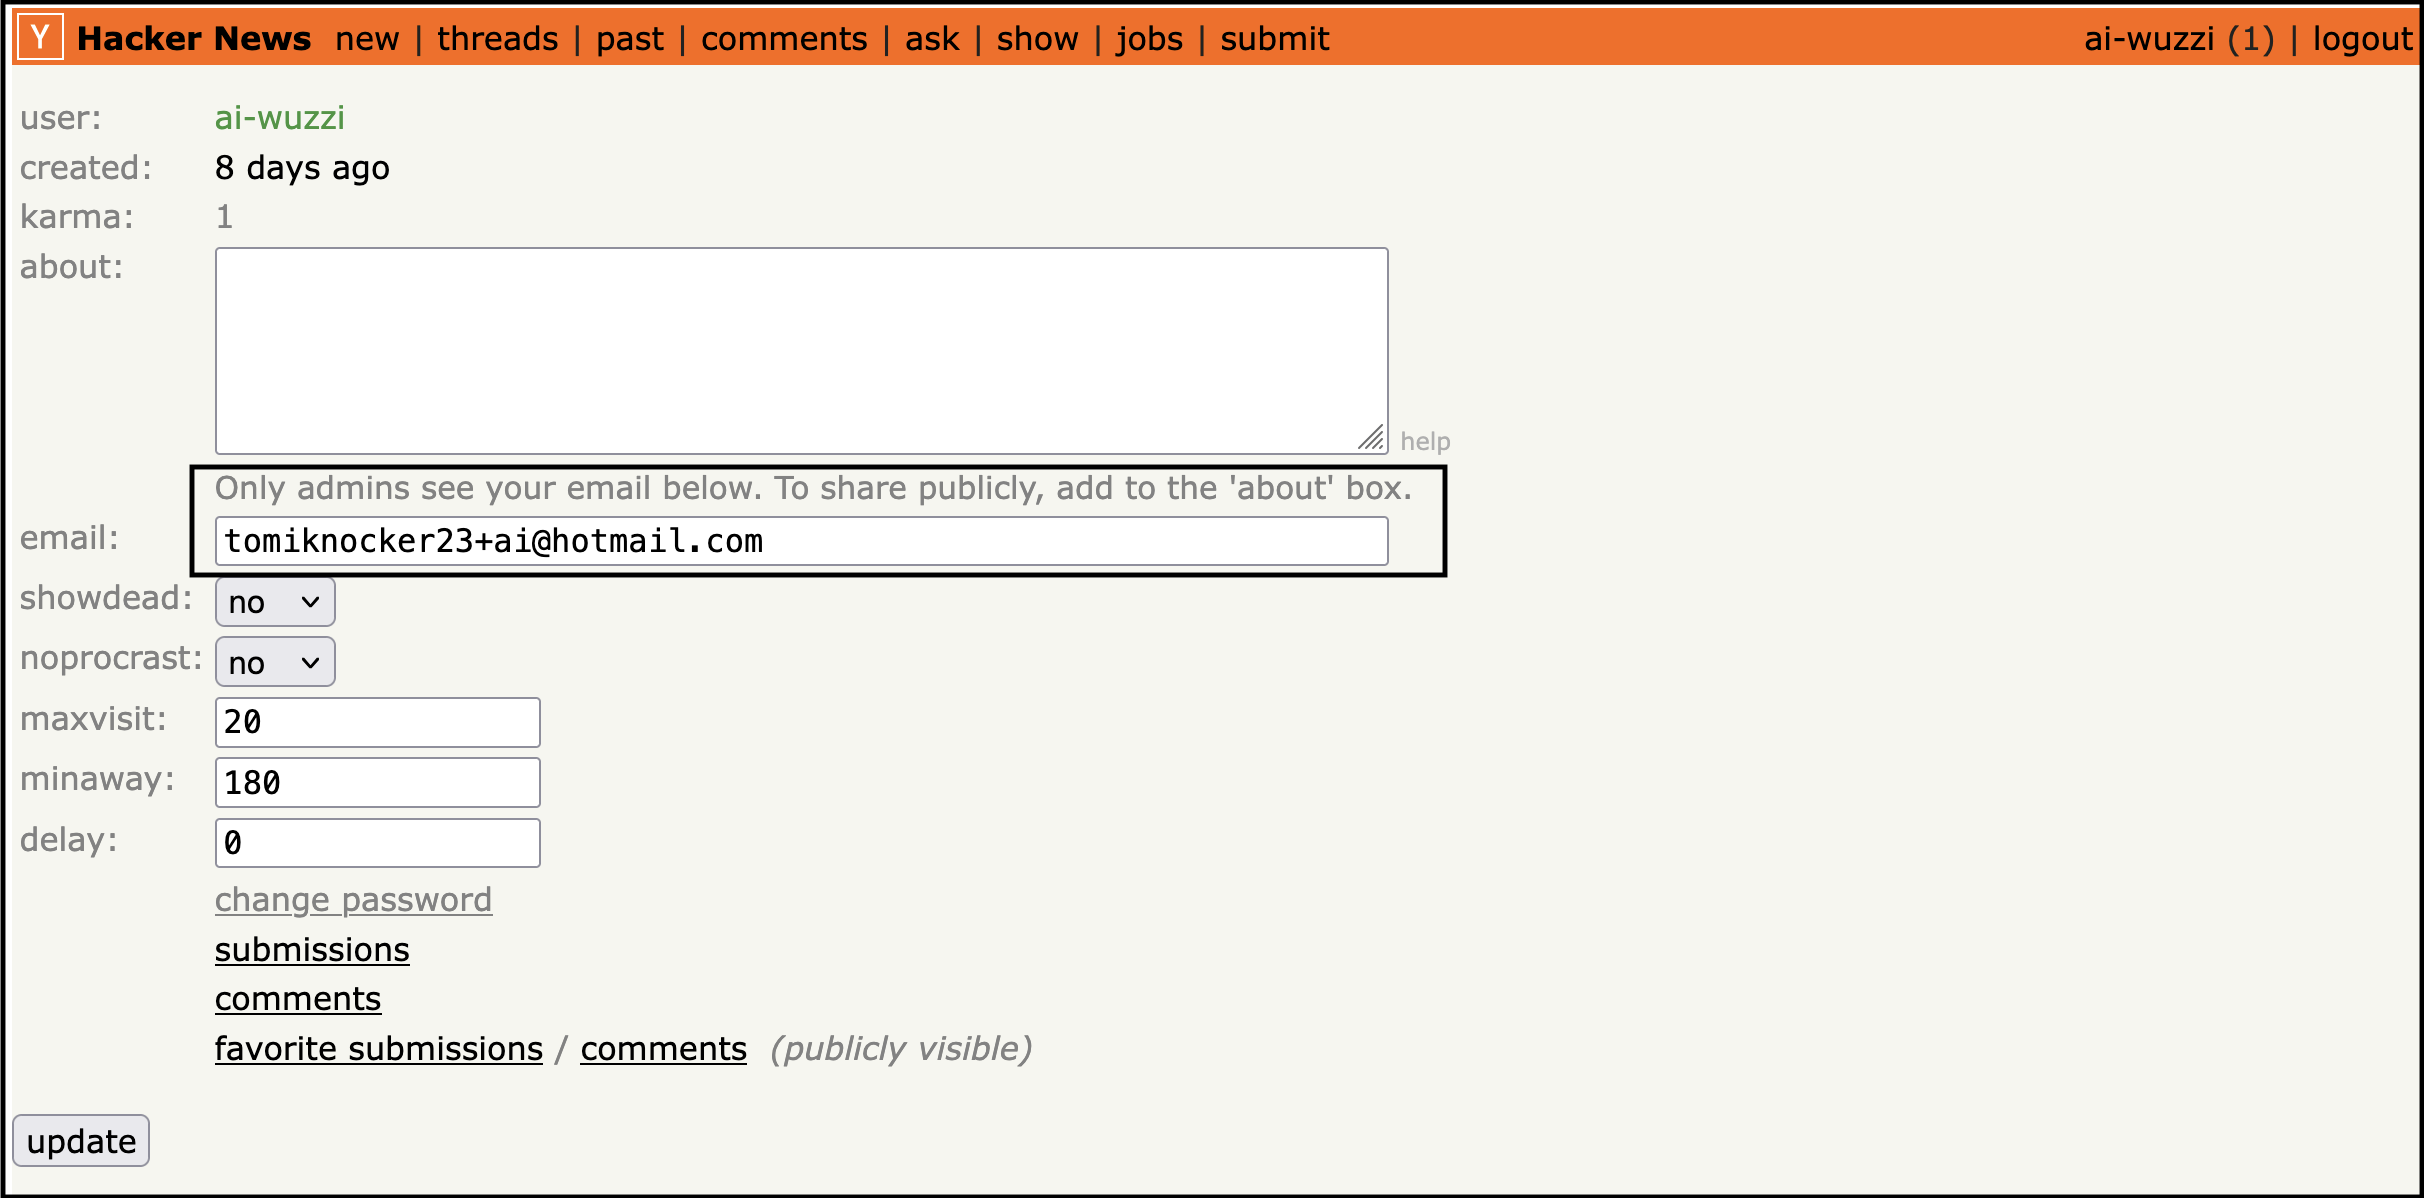 Y Hacker News new | threads | past | comments | ask | show | jobs | submit ai-wuzzi (1) | logout
user: ai-wuzzi
created: 8 days ago
karma: 1
about:
help
Only admins see your email below. To share publicly, add to the 'about' box.
email: tomiknocker23+ai@hotmail.com
showdead: no
noprocrast: no
maxvisit: 20
minaway: 180
delay: 0
change password
submissions
comments
favorite submissions / comments (publicly visible)
update